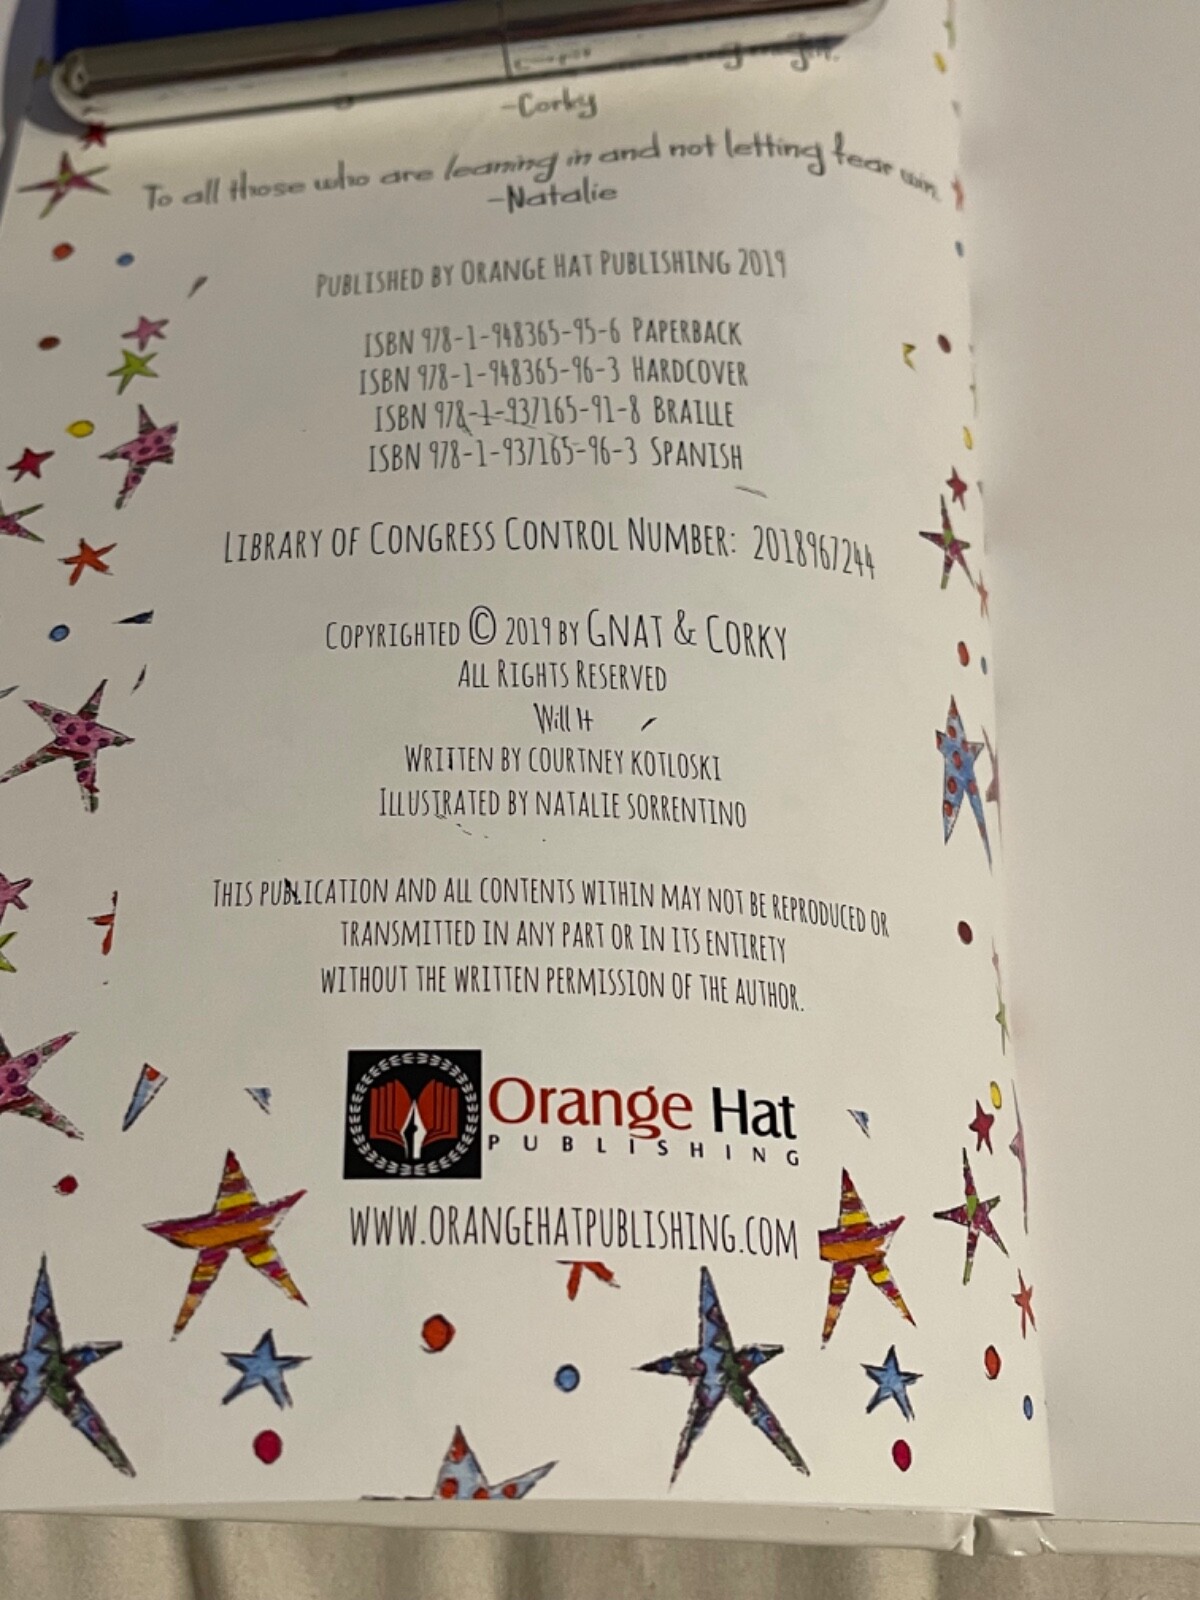 -Corky
To all those who are leaning in and not letting fear win.
-Natalie
PUBLISHED BY ORANGE HAT PUBLISHING 2019
ISBN 978-1-948365-95-6 PAPERBACK
ISBN 978-1-948365-96-3 HARDCOVER
ISBN 978-1-937165-91-8 BRAILLE
ISBN 978-1-937165-96-3 SPANISH
LIBRARY OF CONGRESS CONTROL NUMBER: 2018967244
COPYRIGHTED © 2019 BY GNAT & CORKY
ALL RIGHTS RESERVED
Will It
WRITTEN BY COURTNEY KOTLOSKI
ILLUSTRATED BY NATALIE SORRENTINO
THIS PUBLICATION AND ALL CONTENTS WITHIN MAY NOT BE REPRODUCED OR
TRANSMITTED IN ANY PART OR IN ITS ENTIRETY
WITHOUT THE WRITTEN PERMISSION OF THE AUTHOR.
Orange Hat
PUBLISHING
WWW.ORANGEHATPUBLISHING.COM